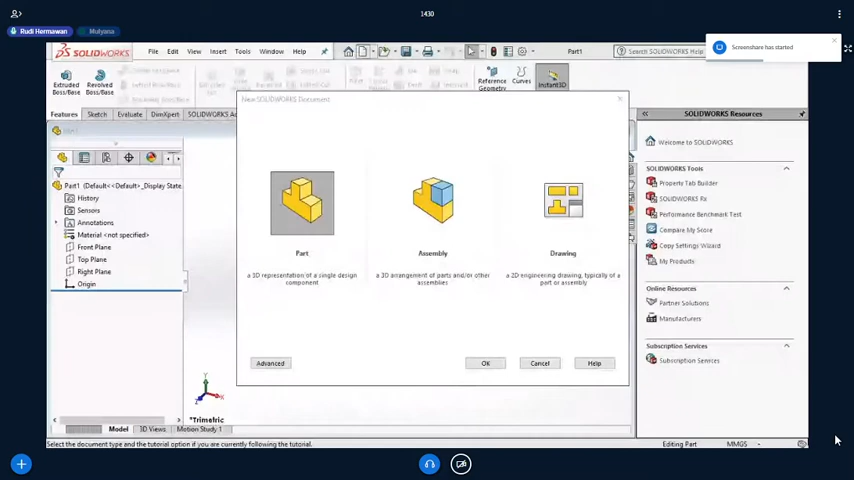 1430
Rudi Hermawan
Mulyana
Screenshare has started
SOLIDWORKS
File Edit View Insert Tools Window Help
Part1
Search SOLIDWORKS Help
Extruded Boss/Base
Revolved Boss/Base
Reference Geometry
Curves
Instant3D
Features Sketch Evaluate DimXpert
New SOLIDWORKS Document
SOLIDWORKS Resources
Welcome to SOLIDWORKS
SOLIDWORKS Tools
Property Tab Builder
SOLIDWORKS Rx
Performance Benchmark Test
Compare My Score
Copy Settings Wizard
My Products
Online Resources
Partner Solutions
Manufacturers
Subscription Services
Subscription Services
Part1 (Default<<Default>_Display State
History
Sensors
Annotations
Material <not specified>
Front Plane
Top Plane
Right Plane
Origin
Part
a 3D representation of a single design component
Assembly
a 3D arrangement of parts and/or other assemblies
Drawing
a 2D engineering drawing, typically of a part or assembly
Advanced
OK
Cancel
Help
Y
X
Z
*Trimetric
Model 3D Views Motion Study 1
Select the document type and the tutorial option if you are currently following the tutorial.
Editing Part
MMGS